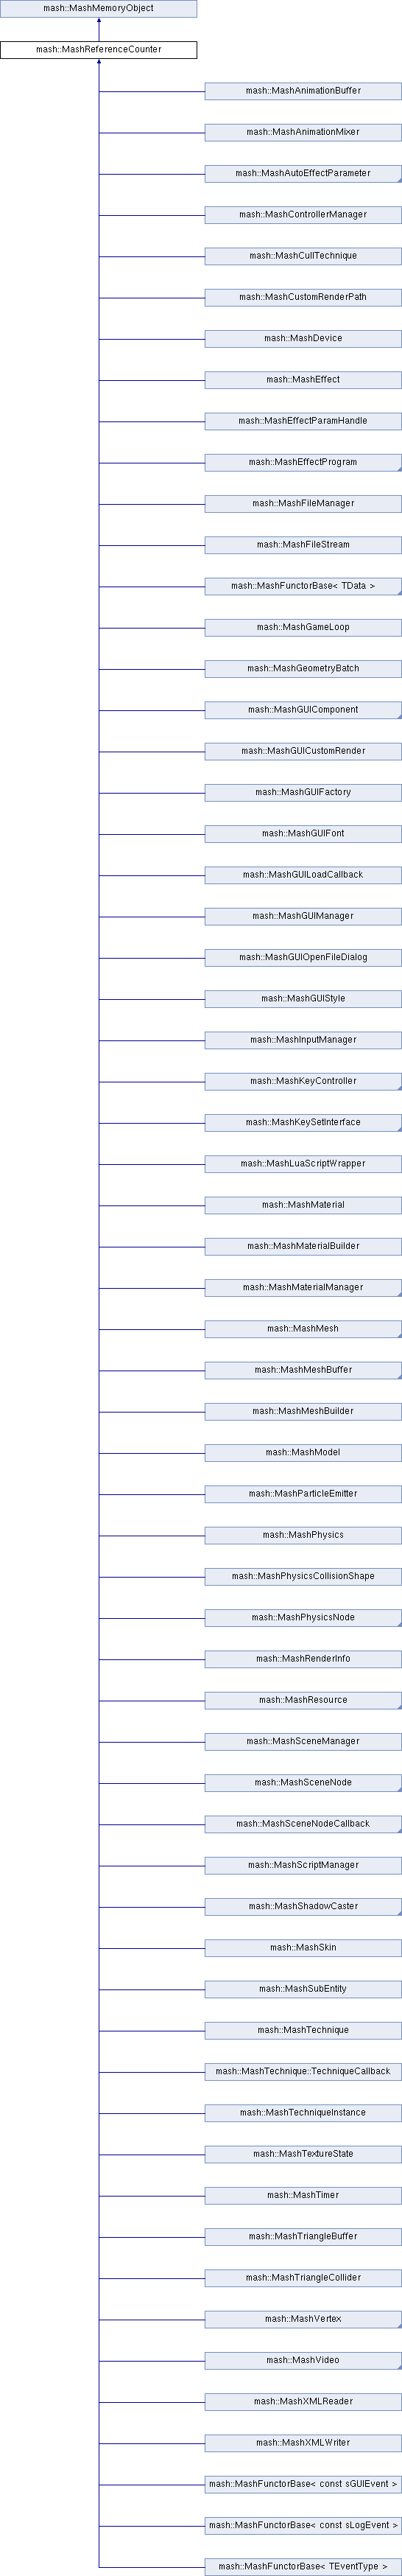 mash::MashMemoryObject
mash::MashReferenceCounter
mash::MashAnimationBuffer
mash::MashAnimationMixer
mash::MashAutoEffectParameter
mash::MashControllerManager
mash::MashCullTechnique
mash::MashCustomRenderPath
mash::MashDevice
mash::MashEffect
mash::MashEffectParamHandle
mash::MashEffectProgram
mash::MashFileManager
mash::MashFileStream
mash::MashFunctorBase< TData >
mash::MashGameLoop
mash::MashGeometryBatch
mash::MashGUIComponent
mash::MashGUICustomRender
mash::MashGUIFactory
mash::MashGUIFont
mash::MashGUILoadCallback
mash::MashGUIManager
mash::MashGUIOpenFileDialog
mash::MashGUIStyle
mash::MashInputManager
mash::MashKeyController
mash::MashKeySetInterface
mash::MashLuaScriptWrapper
mash::MashMaterial
mash::MashMaterialBuilder
mash::MashMaterialManager
mash::MashMesh
mash::MashMeshBuffer
mash::MashMeshBuilder
mash::MashModel
mash::MashParticleEmitter
mash::MashPhysics
mash::MashPhysicsCollisionShape
mash::MashPhysicsNode
mash::MashRenderInfo
mash::MashResource
mash::MashSceneManager
mash::MashSceneNode
mash::MashSceneNodeCallback
mash::MashScriptManager
mash::MashShadowCaster
mash::MashSkin
mash::MashSubEntity
mash::MashTechnique
mash::MashTechnique::TechniqueCallback
mash::MashTechniqueInstance
mash::MashTextureState
mash::MashTimer
mash::MashTriangleBuffer
mash::MashTriangleCollider
mash::MashVertex
mash::MashVideo
mash::MashXMLReader
mash::MashXMLWriter
mash::MashFunctorBase< const sGUIEvent >
mash::MashFunctorBase< const sLogEvent >
mash::MashFunctorBase< TEventType >